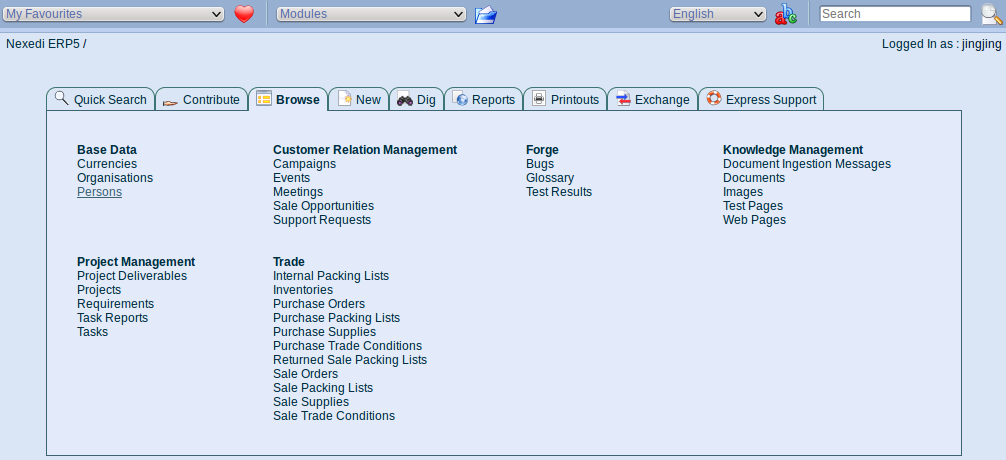 My Favourites Modules English Search
Nexedi ERP5 / Logged In as : jingjing
Quick Search Contribute Browse New Dig Reports Printouts Exchange Express Support
Base Data
Currencies
Organisations
Persons
Customer Relation Management
Campaigns
Events
Meetings
Sale Opportunities
Support Requests
Forge
Bugs
Glossary
Test Results
Knowledge Management
Document Ingestion Messages
Documents
Images
Test Pages
Web Pages
Project Management
Project Deliverables
Projects
Requirements
Task Reports
Tasks
Trade
Internal Packing Lists
Inventories
Purchase Orders
Purchase Packing Lists
Purchase Supplies
Purchase Trade Conditions
Returned Sale Packing Lists
Sale Orders
Sale Packing Lists
Sale Supplies
Sale Trade Conditions